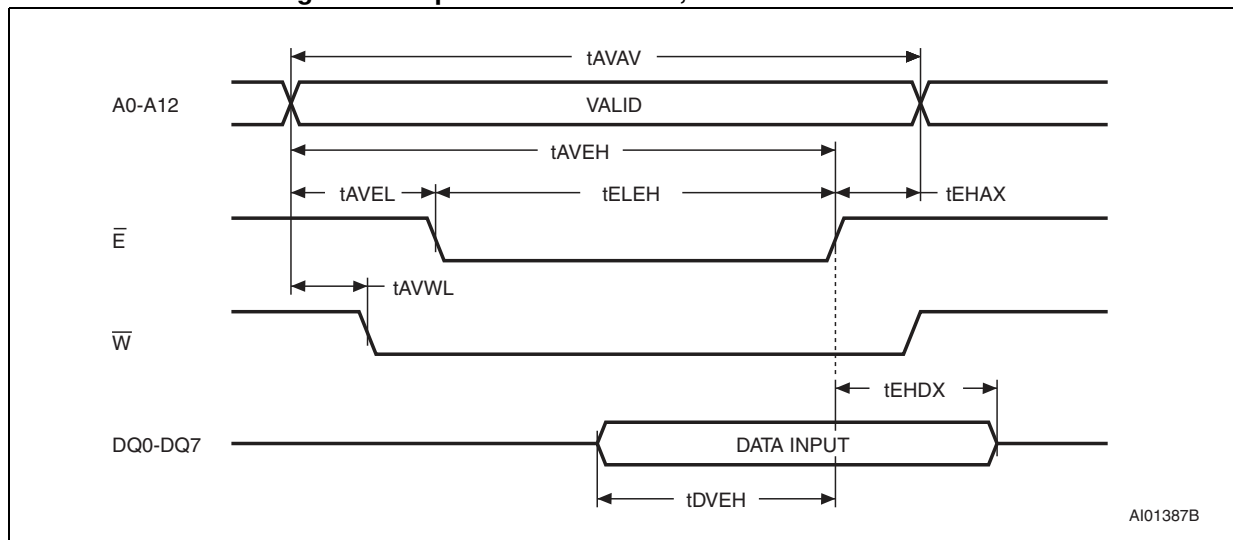 tAVAV
A0-A12
VALID
tAVEH
tAVEL
tELEH
tEHAX
E̅
tAVWL
W̅
tEHDX
DQ0-DQ7
DATA INPUT
tDVEH
AI01387B